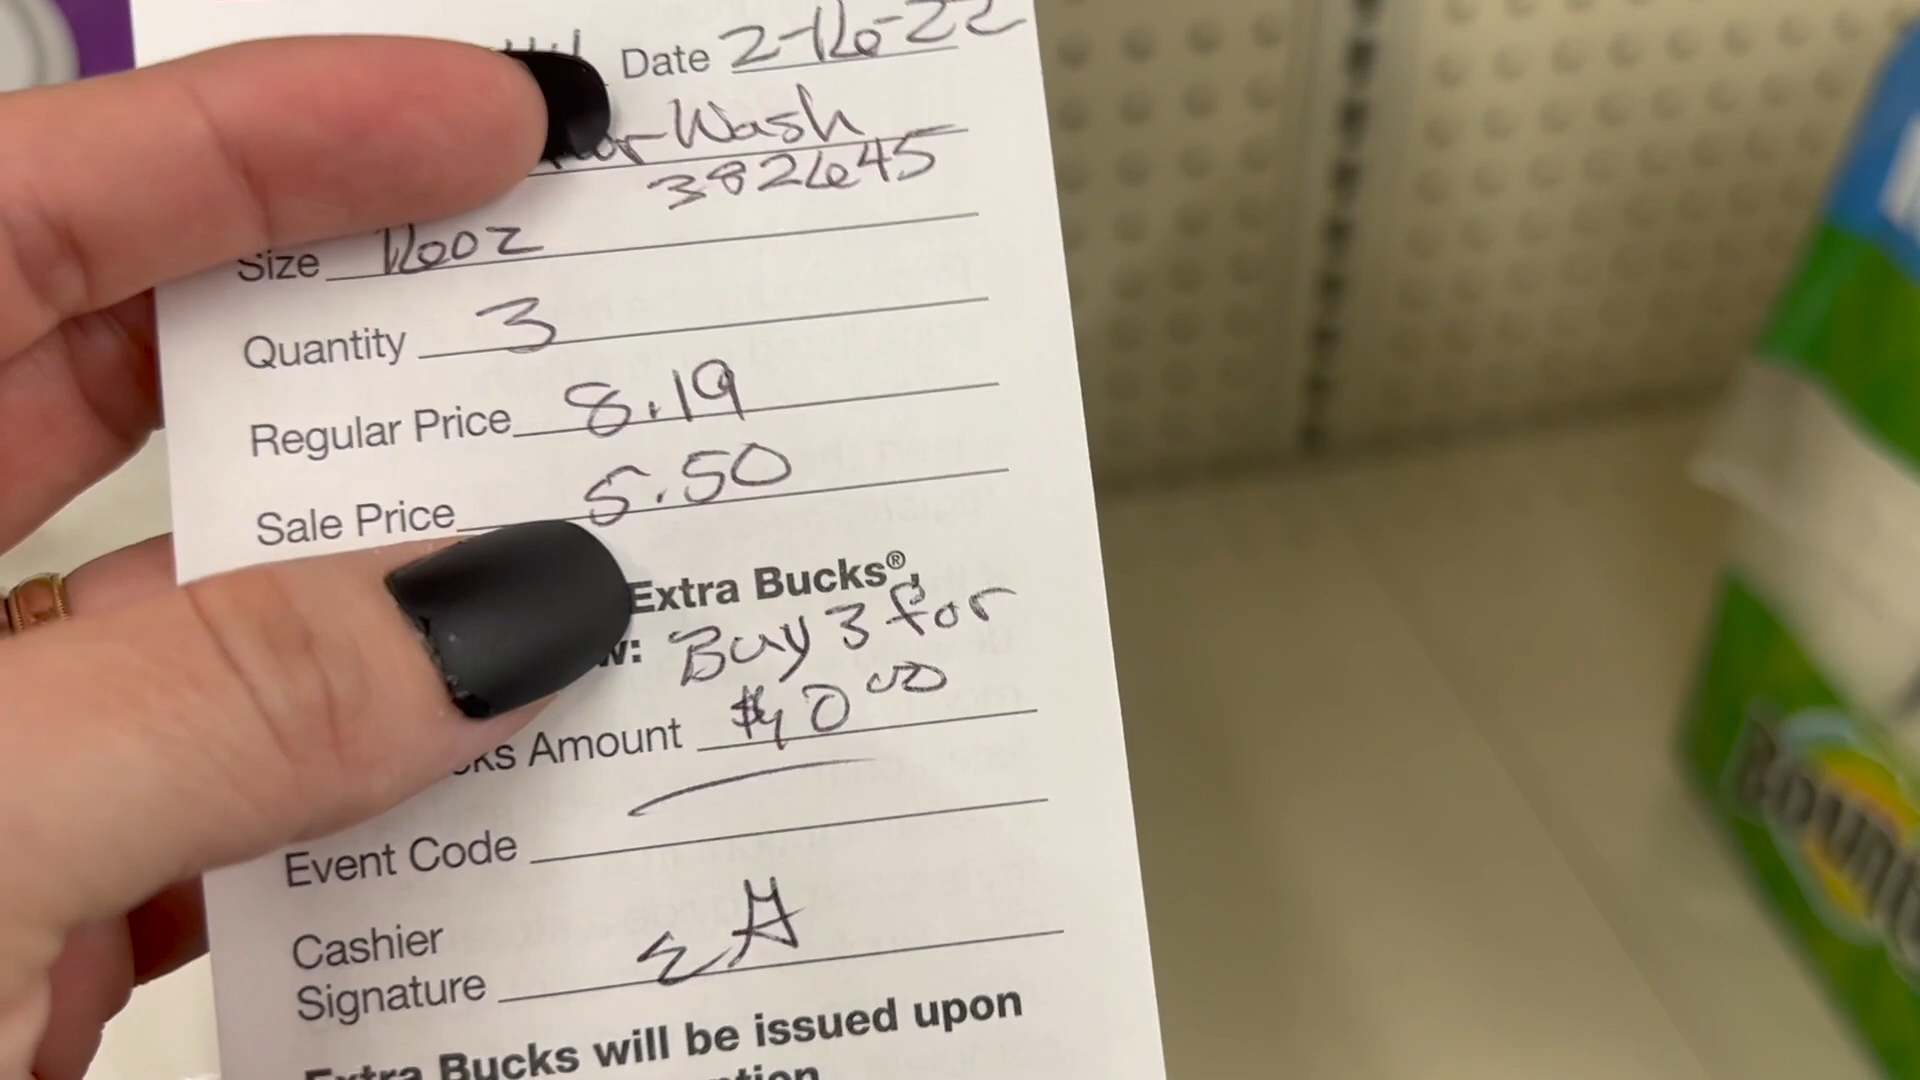 Date 2-16-22
Wash
382645
Size 16oz
Quantity 3
Regular Price 8.19
Sale Price 5.50
Extra Bucks®,
w: Buy 3 for
Amount $10.00
Event Code
Cashier
Signature
Extra Bucks will be issued upon
Bounty